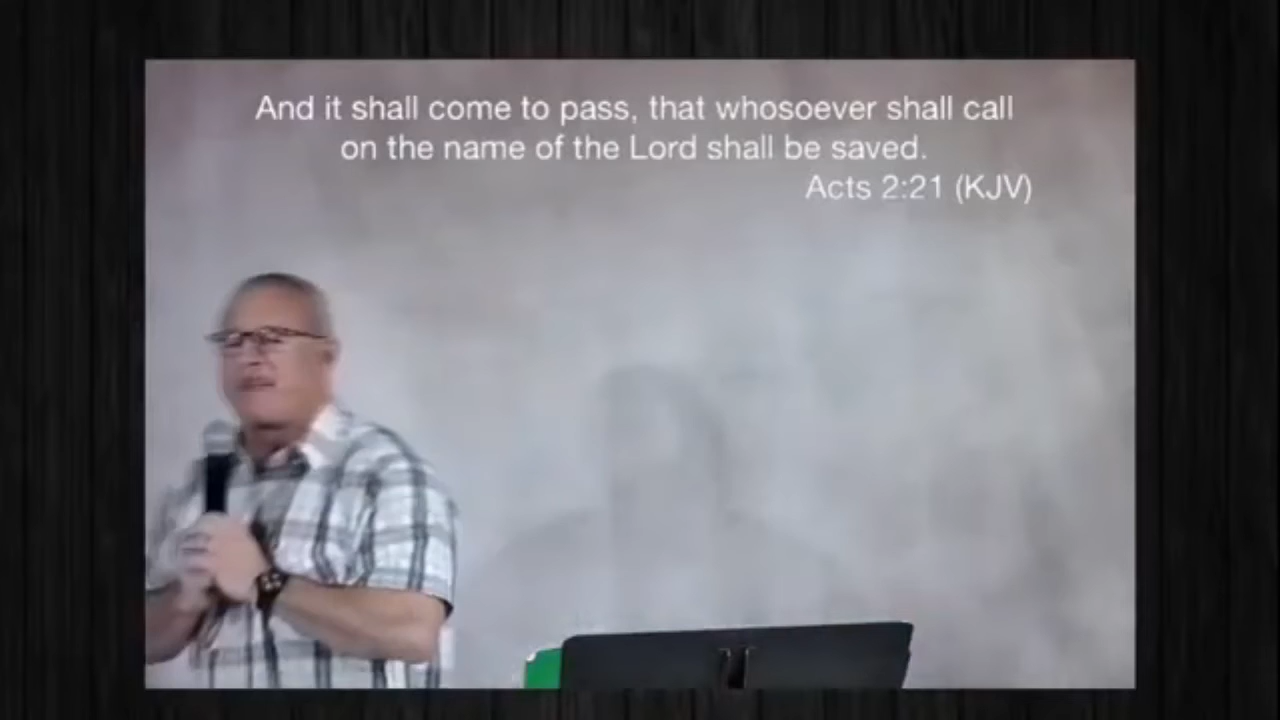 And it shall come to pass, that whosoever shall call
on the name of the Lord shall be saved.
Acts 2:21 (KJV)